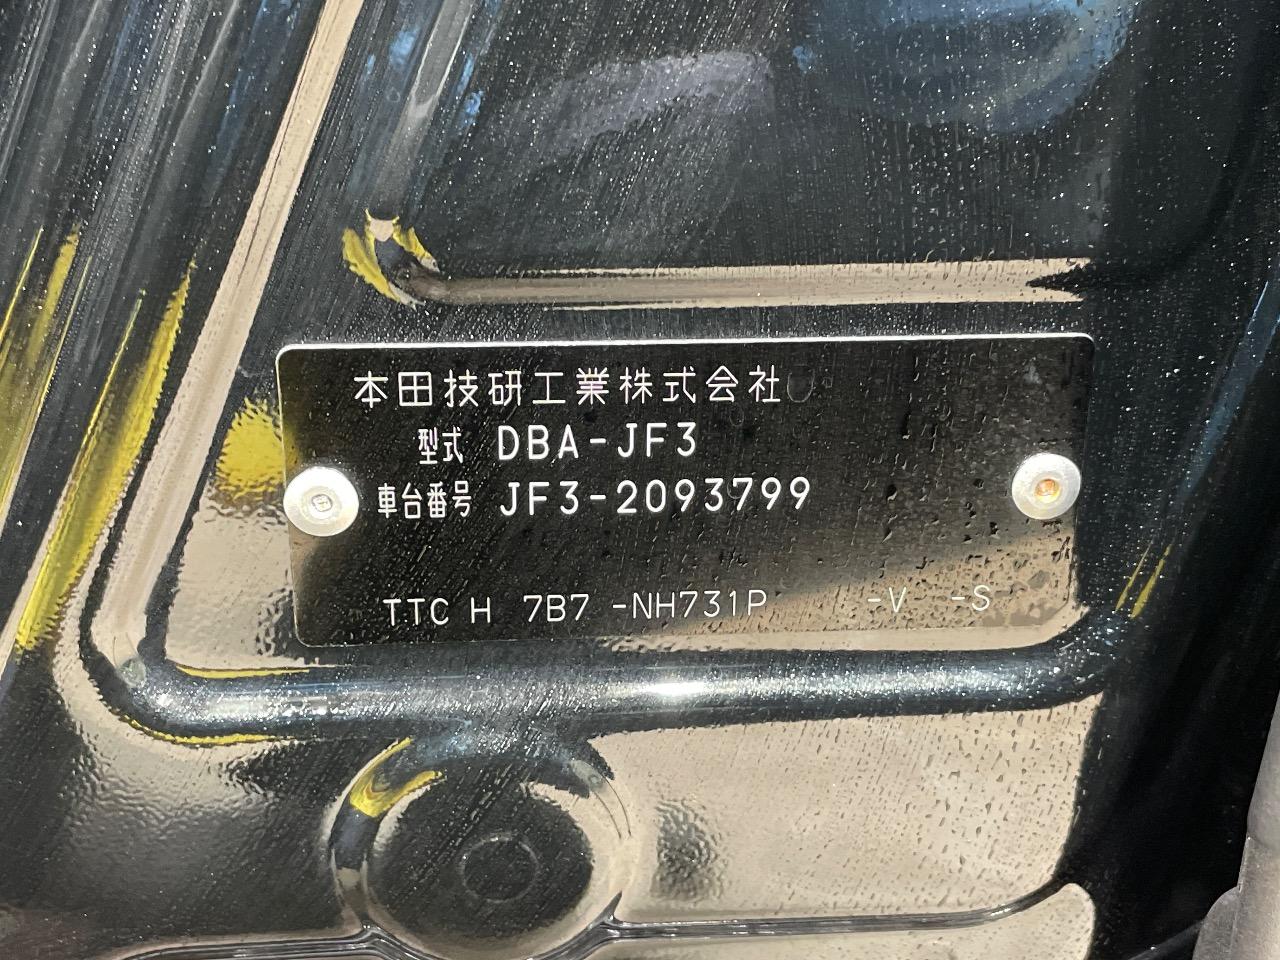 本田技研工業株式会社
型式 DBA-JF3
車台番号 JF3-2093799
TTC H 7B7 -NH731P -V -S